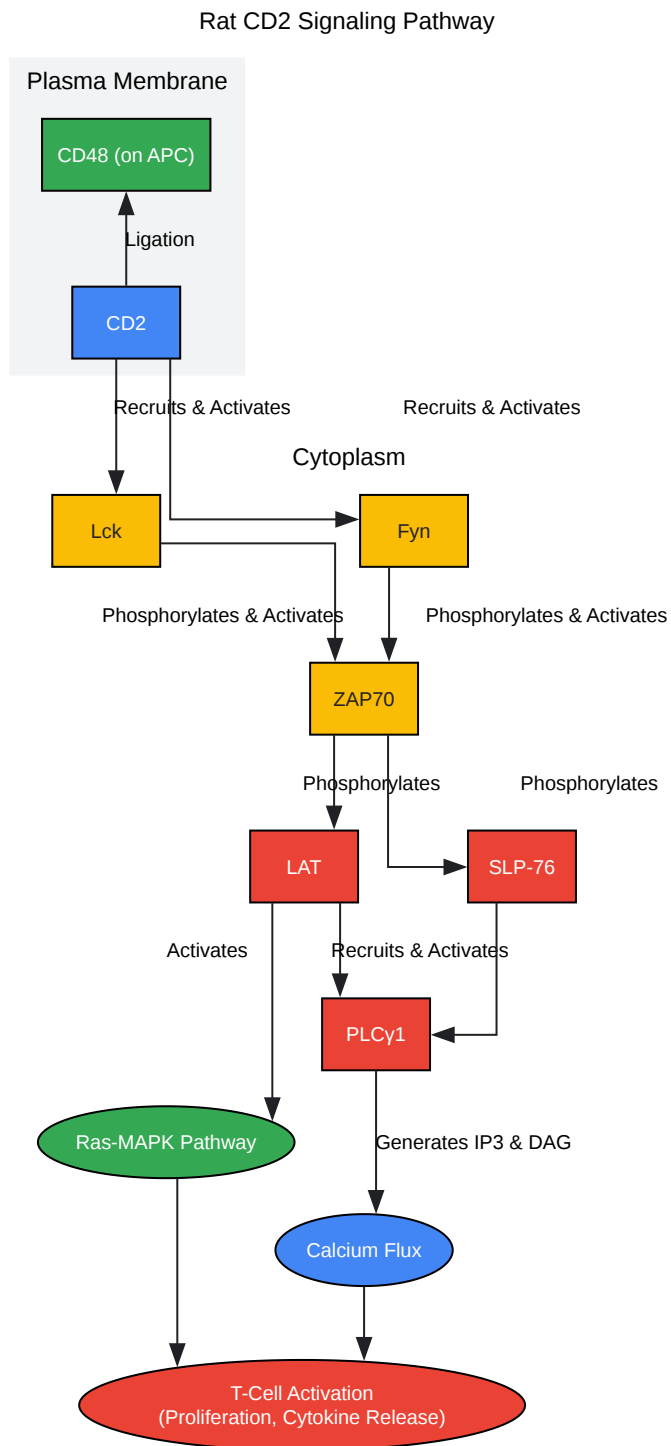 Rat CD2 Signaling Pathway
Plasma Membrane
CD48 (on APC)
Ligation
CD2
Recruits & Activates
Recruits & Activates
Cytoplasm
Lck
Fyn
Phosphorylates & Activates
Phosphorylates & Activates
ZAP70
Phosphorylates
Phosphorylates
LAT
SLP-76
Activates
Recruits & Activates
PLCγ1
Ras-MAPK Pathway
Generates IP3 & DAG
Calcium Flux
T-Cell Activation
(Proliferation, Cytokine Release)